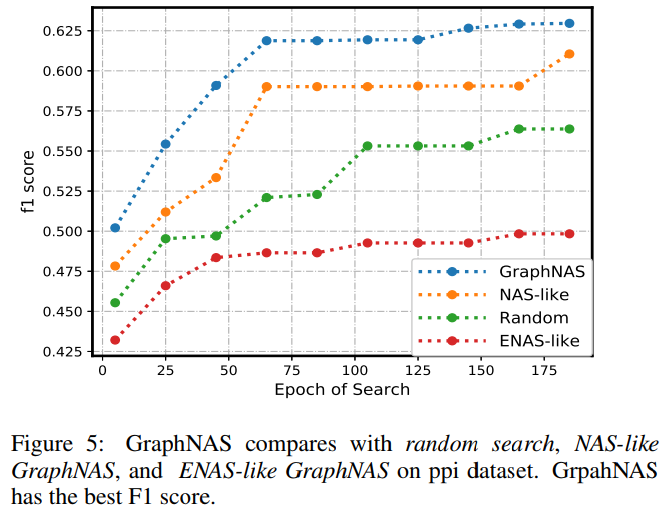 0.625
0.600
0.575
0.550
0.525
0.500
0.475
0.450
0.425
f1 score
GraphNAS
NAS-like
Random
ENAS-like
0 25 50 75 100 125 150 175
Epoch of Search
Figure 5: GraphNAS compares with random search, NAS-like
GraphNAS, and ENAS-like GraphNAS on ppi dataset. GrpahNAS
has the best F1 score.